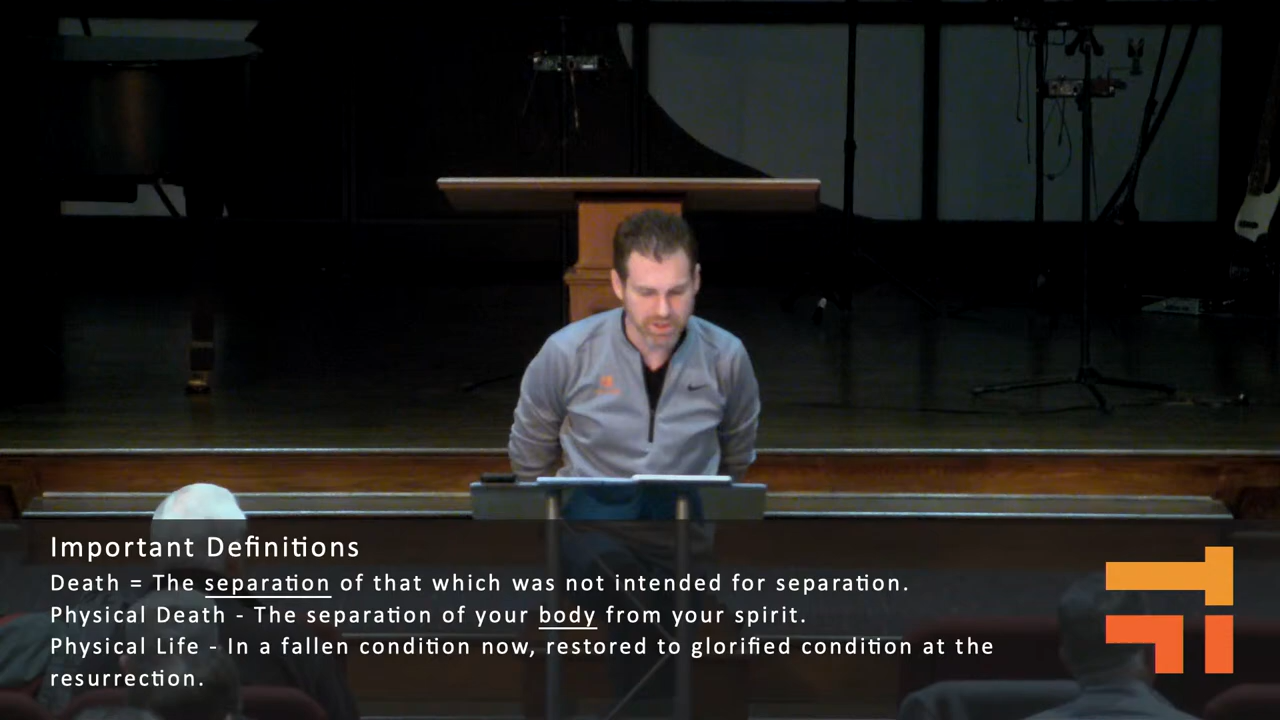 Important Definitions
Death = The separation of that which was not intended for separation.
Physical Death - The separation of your body from your spirit.
Physical Life - In a fallen condition now, restored to glorified condition at the
resurrection.